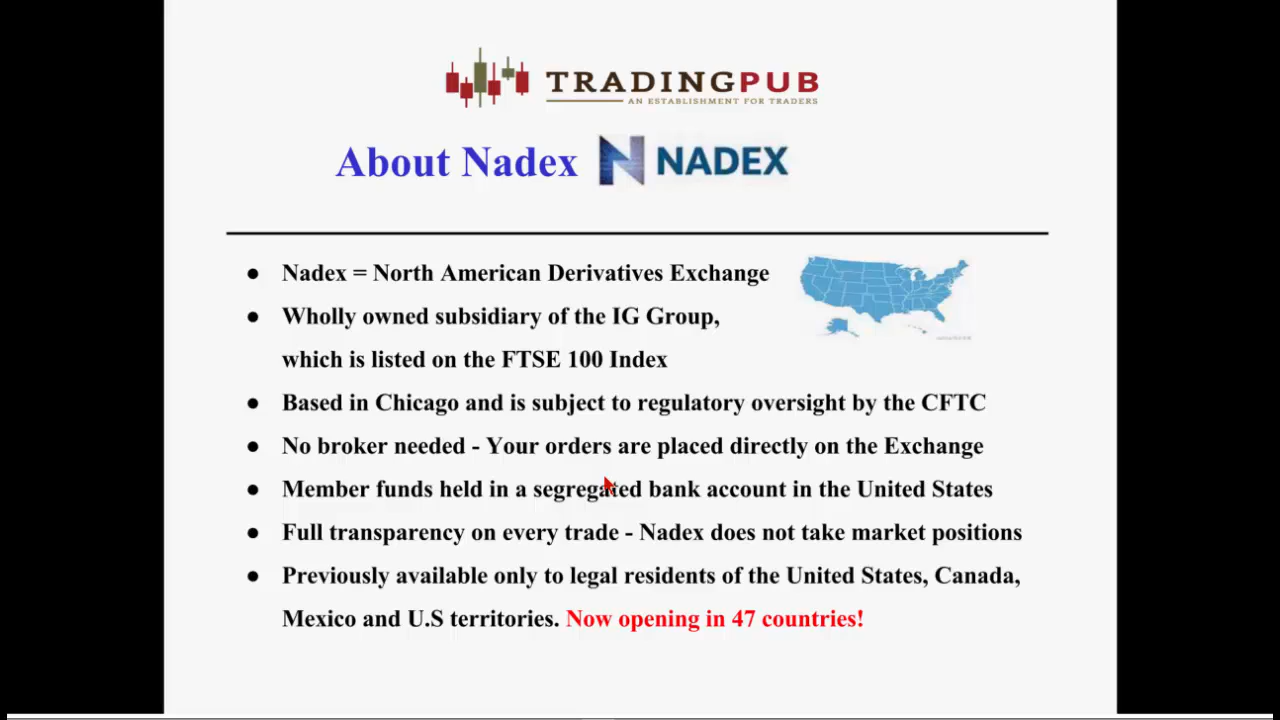 TRADINGPUB
AN ESTABLISHMENT FOR TRADERS
About Nadex NADEX
● Nadex = North American Derivatives Exchange
● Wholly owned subsidiary of the IG Group,
which is listed on the FTSE 100 Index
● Based in Chicago and is subject to regulatory oversight by the CFTC
● No broker needed - Your orders are placed directly on the Exchange
● Member funds held in a segregated bank account in the United States
● Full transparency on every trade - Nadex does not take market positions
● Previously available only to legal residents of the United States, Canada,
Mexico and U.S territories. Now opening in 47 countries!